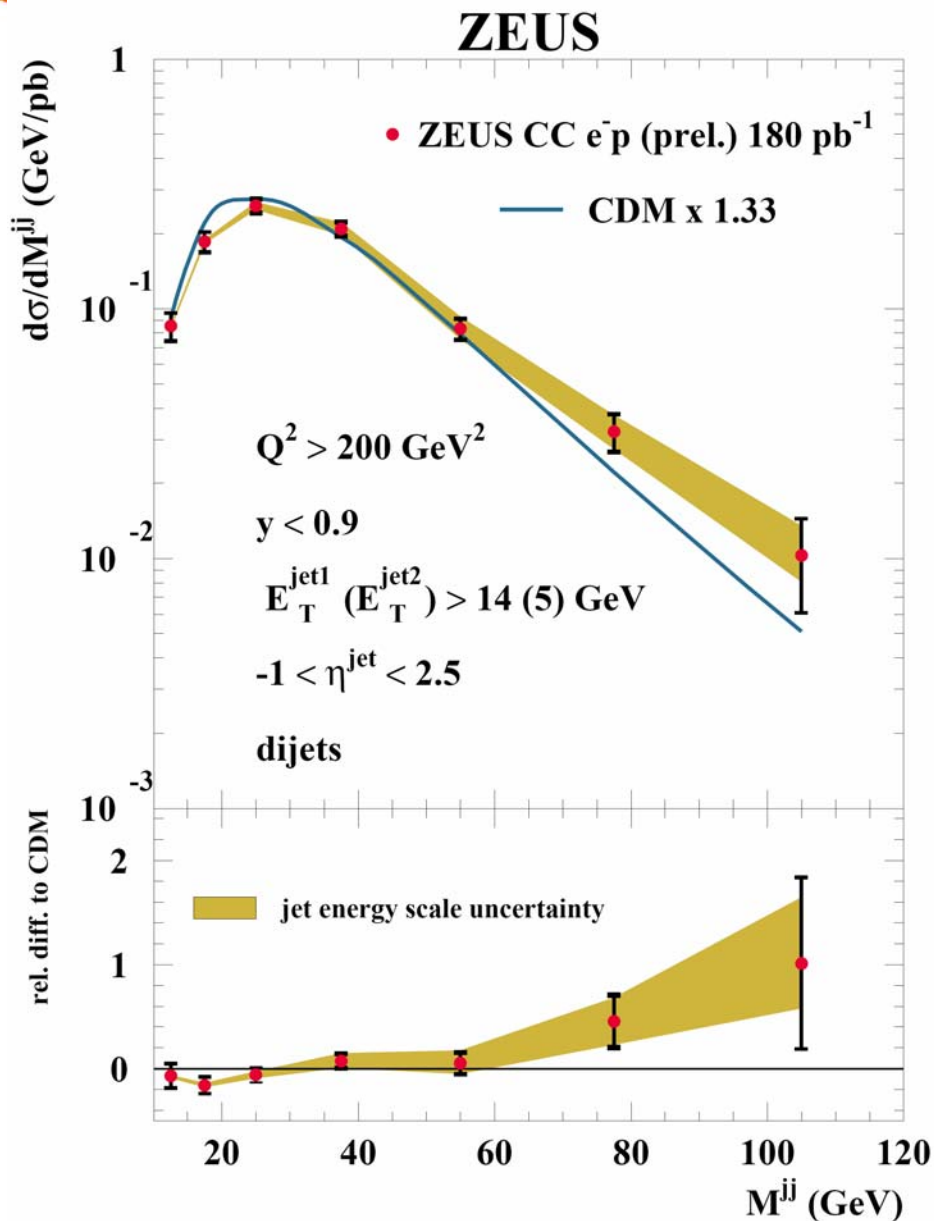 ZEUS
dσ/dM^jj (GeV/pb)
1
ZEUS CC e⁻p (prel.) 180 pb⁻¹
CDM x 1.33
10⁻¹
Q² > 200 GeV²
y < 0.9
10⁻²
E_T^jet1 (E_T^jet2) > 14 (5) GeV
-1 < η^jet < 2.5
dijets
10⁻³
rel. diff. to CDM
2
jet energy scale uncertainty
1
0
20 40 60 80 100 120
M^jj (GeV)